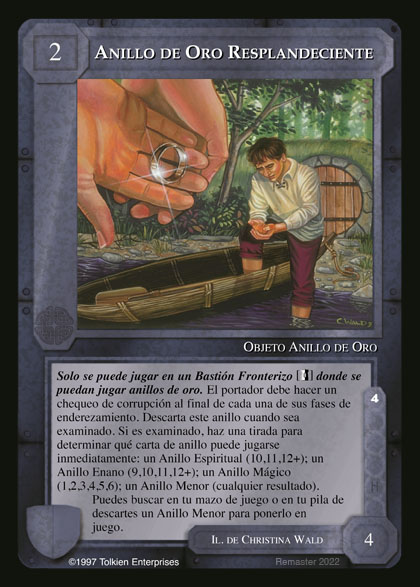 2
Anillo de Oro Resplandeciente
C. Wald
Objeto Anillo de Oro
Solo se puede jugar en un Bastión Fronterizo [] donde se
puedan jugar anillos de oro. El portador debe hacer un
chequeo de corrupción al final de cada una de sus fases de
enderezamiento. Descarta este anillo cuando sea
examinado. Si es examinado, haz una tirada para
determinar qué carta de anillo puede jugarse
inmediatamente: un Anillo Espiritual (10,11,12+); un
Anillo Enano (9,10,11,12+); un Anillo Mágico
(1,2,3,4,5,6); un Anillo Menor (cualquier resultado).
Puedes buscar en tu mazo de juego o en tu pila de
descartes un Anillo Menor para ponerlo en
juego.
4
Il. de Christina Wald
4
©1997 Tolkien Enterprises
Remaster 2022